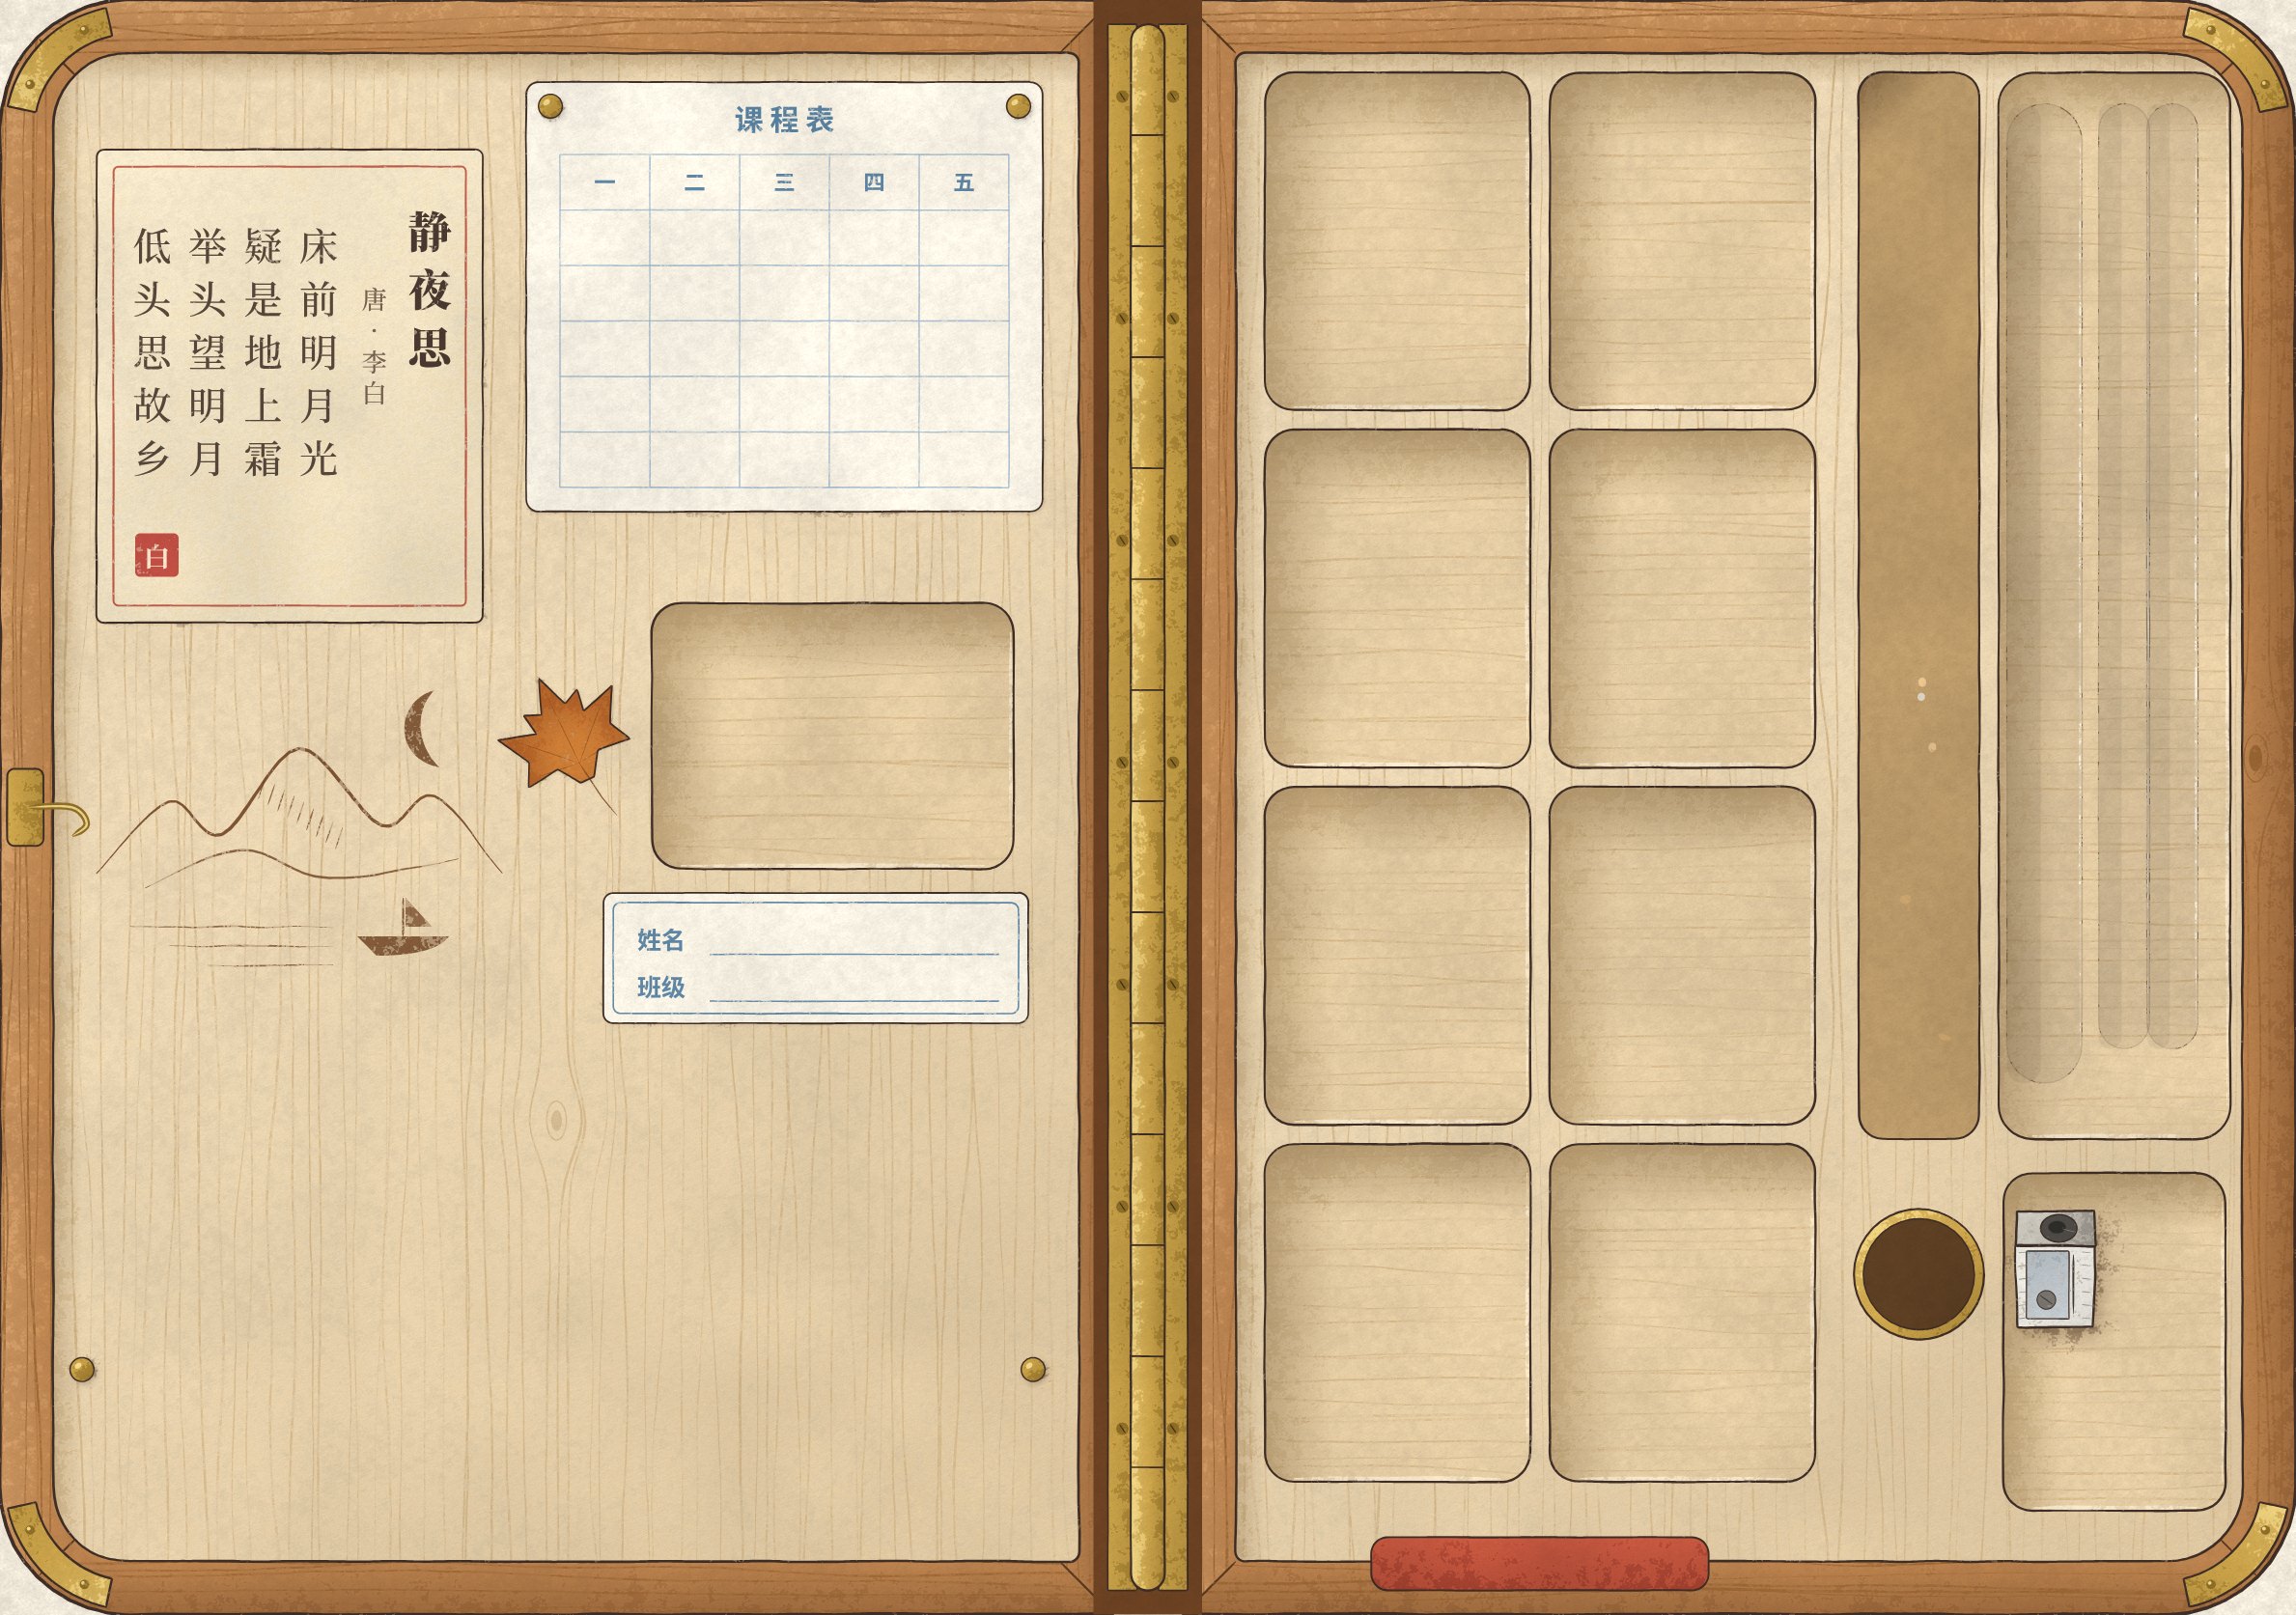 静夜思
唐·李白
床前明月光
疑是地上霜
举头望明月
低头思故乡
白
课程表
一 二 三 四 五
姓名
班级